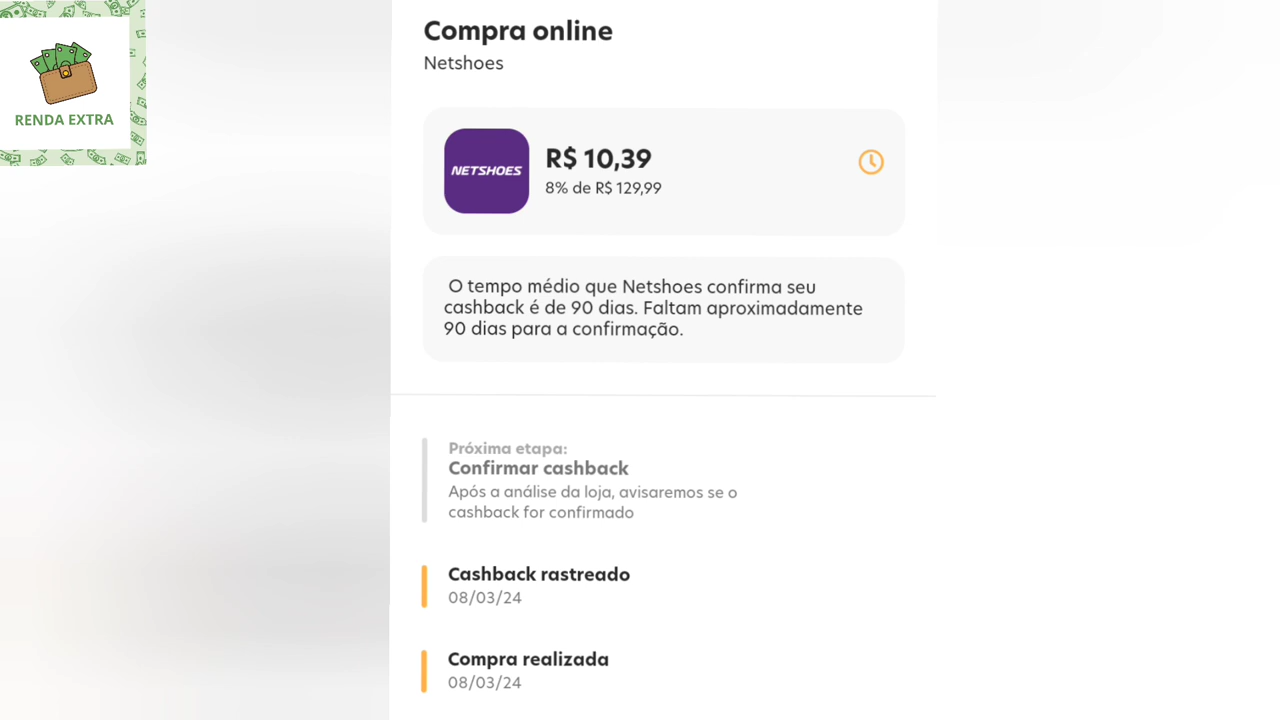 RENDA EXTRA
Compra online
Netshoes
NETSHOES
R$ 10,39
8% de R$ 129,99
O tempo médio que Netshoes confirma seu
cashback é de 90 dias. Faltam aproximadamente
90 dias para a confirmação.
Próxima etapa:
Confirmar cashback
Após a análise da loja, avisaremos se o
cashback for confirmado
Cashback rastreado
08/03/24
Compra realizada
08/03/24